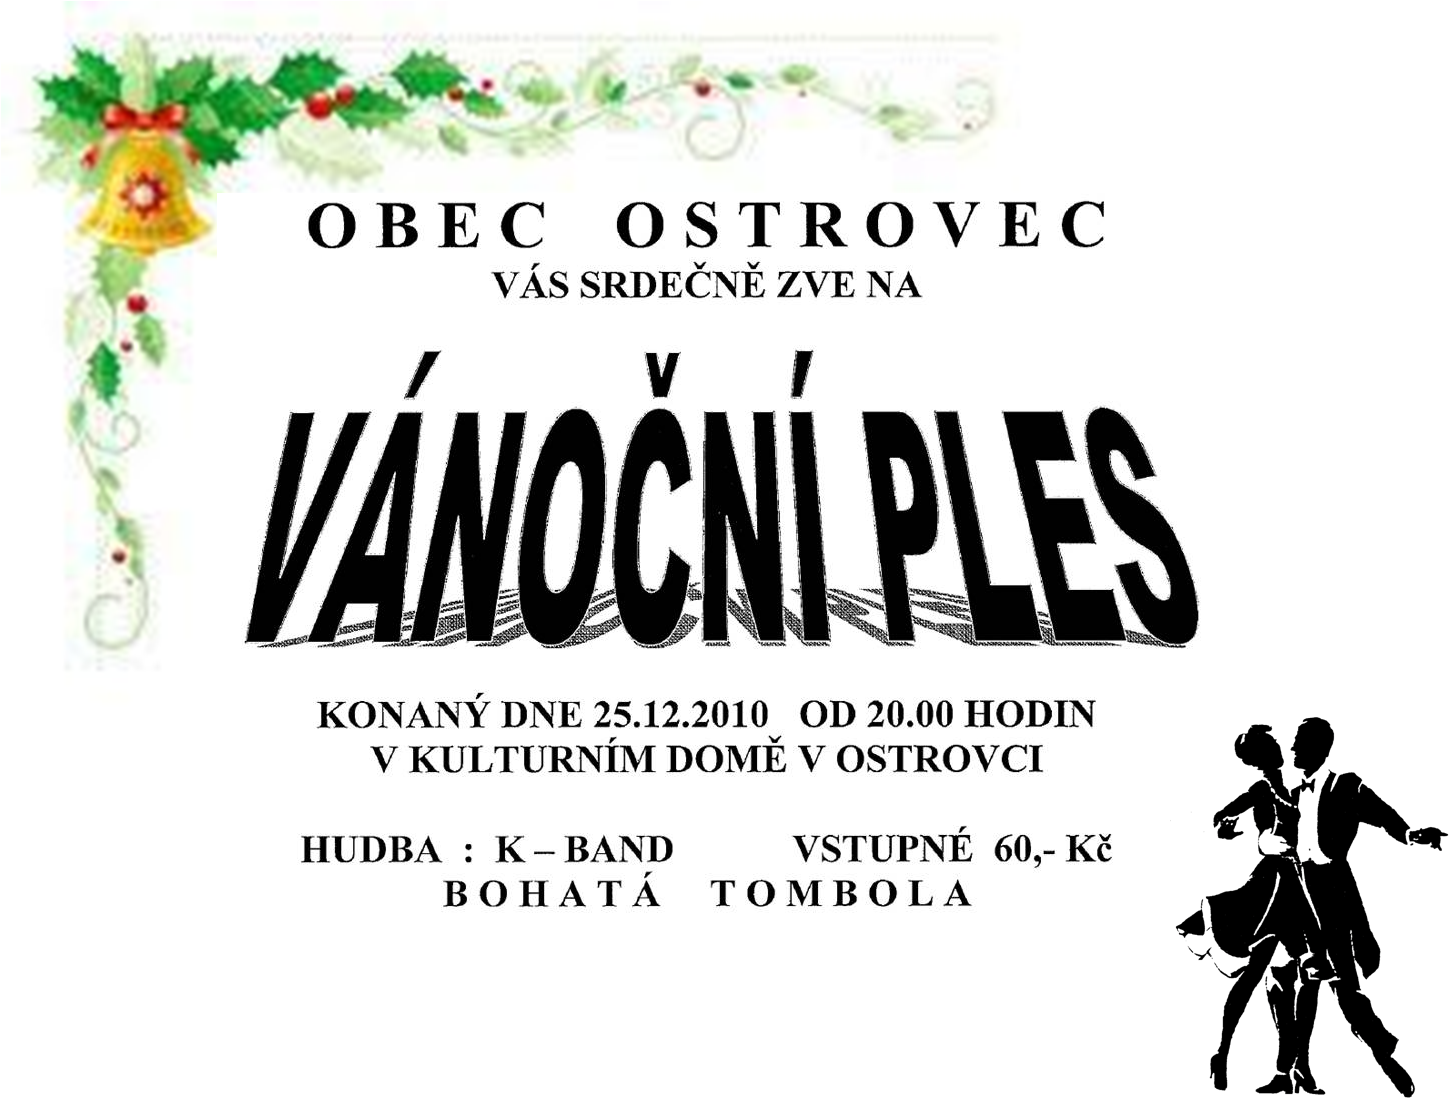 OBEC OSTROVEC
VÁS SRDEČNĚ ZVE NA
VÁNOČNÍ PLES
KONANÝ DNE 25.12.2010 OD 20.00 HODIN
V KULTURNÍM DOMĚ V OSTROVCI
HUDBA : K – BAND VSTUPNÉ 60,- Kč
BOHATÁ TOMBOLA